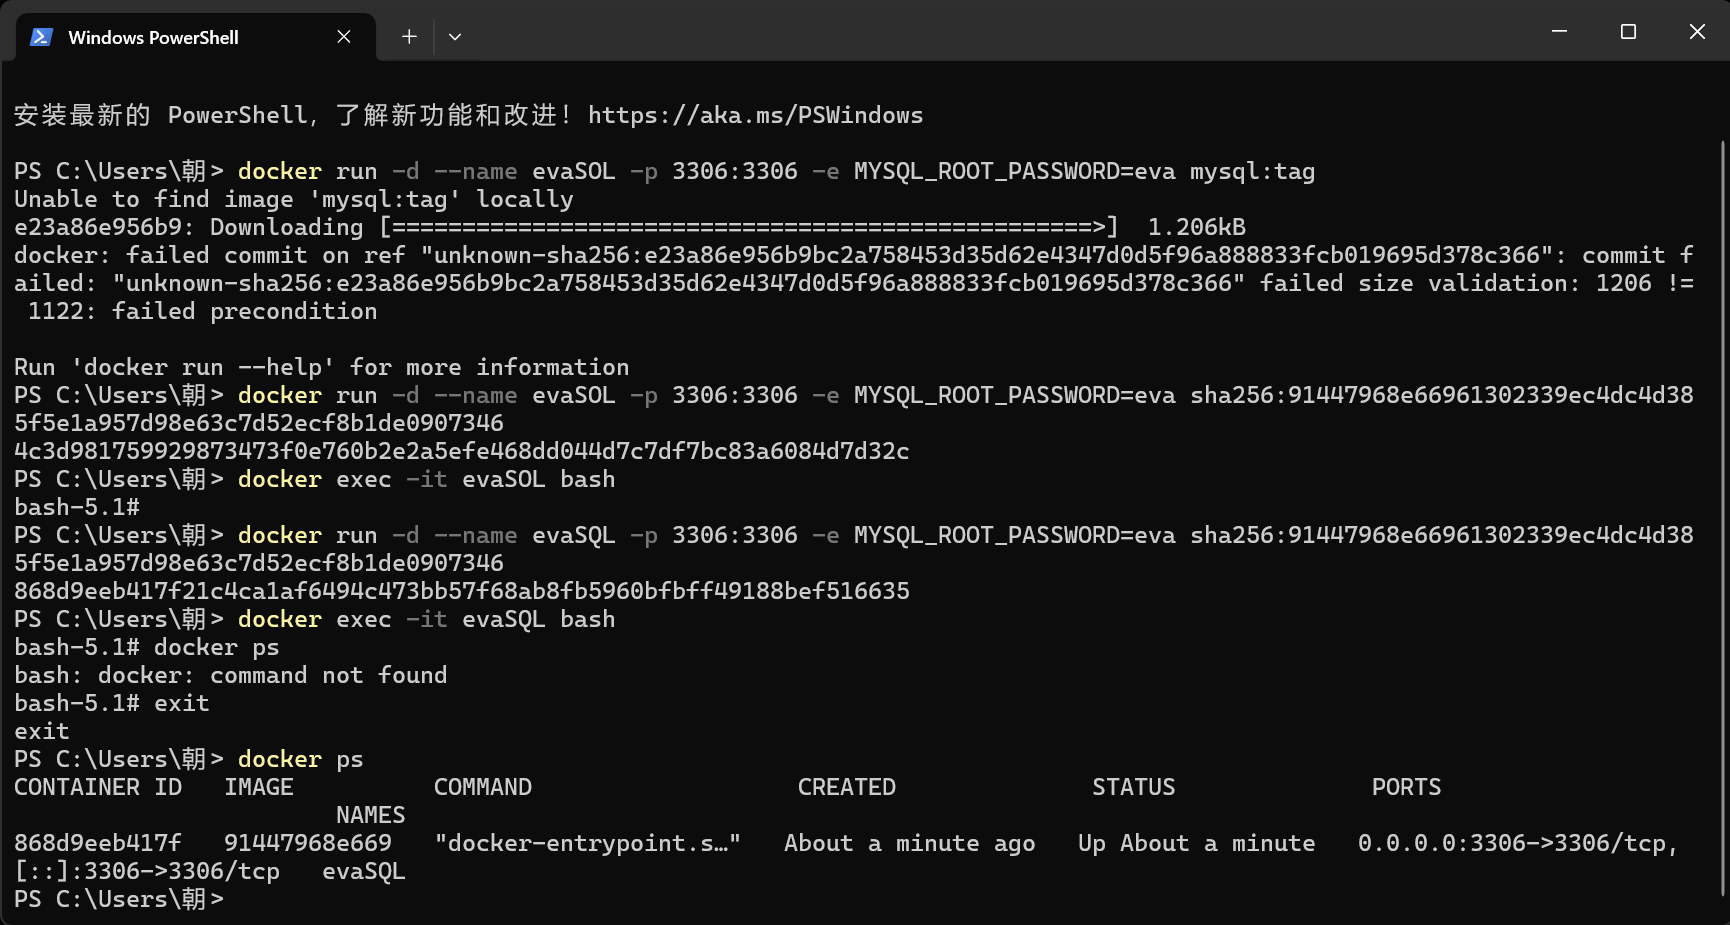 Windows PowerShell
安装最新的 PowerShell，了解新功能和改进！https://aka.ms/PSWindows
PS C:\Users\朝> docker run -d --name evaSOL -p 3306:3306 -e MYSQL_ROOT_PASSWORD=eva mysql:tag
Unable to find image 'mysql:tag' locally
e23a86e956b9: Downloading [==================================================>]  1.206kB
docker: failed commit on ref "unknown-sha256:e23a86e956b9bc2a758453d35d62e4347d0d5f96a888833fcb019695d378c366": commit f
ailed: "unknown-sha256:e23a86e956b9bc2a758453d35d62e4347d0d5f96a888833fcb019695d378c366" failed size validation: 1206 !=
 1122: failed precondition
Run 'docker run --help' for more information
PS C:\Users\朝> docker run -d --name evaSOL -p 3306:3306 -e MYSQL_ROOT_PASSWORD=eva sha256:91447968e66961302339ec4dc4d38
5f5e1a957d98e63c7d52ecf8b1de0907346
4c3d981759929873473f0e760b2e2a5efe468dd044d7c7df7bc83a6084d7d32c
PS C:\Users\朝> docker exec -it evaSOL bash
bash-5.1#
PS C:\Users\朝> docker run -d --name evaSQL -p 3306:3306 -e MYSQL_ROOT_PASSWORD=eva sha256:91447968e66961302339ec4dc4d38
5f5e1a957d98e63c7d52ecf8b1de0907346
868d9eeb417f21c4ca1af6494c473bb57f68ab8fb5960bfbff49188bef516635
PS C:\Users\朝> docker exec -it evaSQL bash
bash-5.1# docker ps
bash: docker: command not found
bash-5.1# exit
exit
PS C:\Users\朝> docker ps
CONTAINER ID   IMAGE          COMMAND                   CREATED              STATUS              PORTS
                       NAMES
868d9eeb417f   91447968e669   "docker-entrypoint.s…"   About a minute ago   Up About a minute   0.0.0.0:3306->3306/tcp,
[::]:3306->3306/tcp   evaSQL
PS C:\Users\朝>